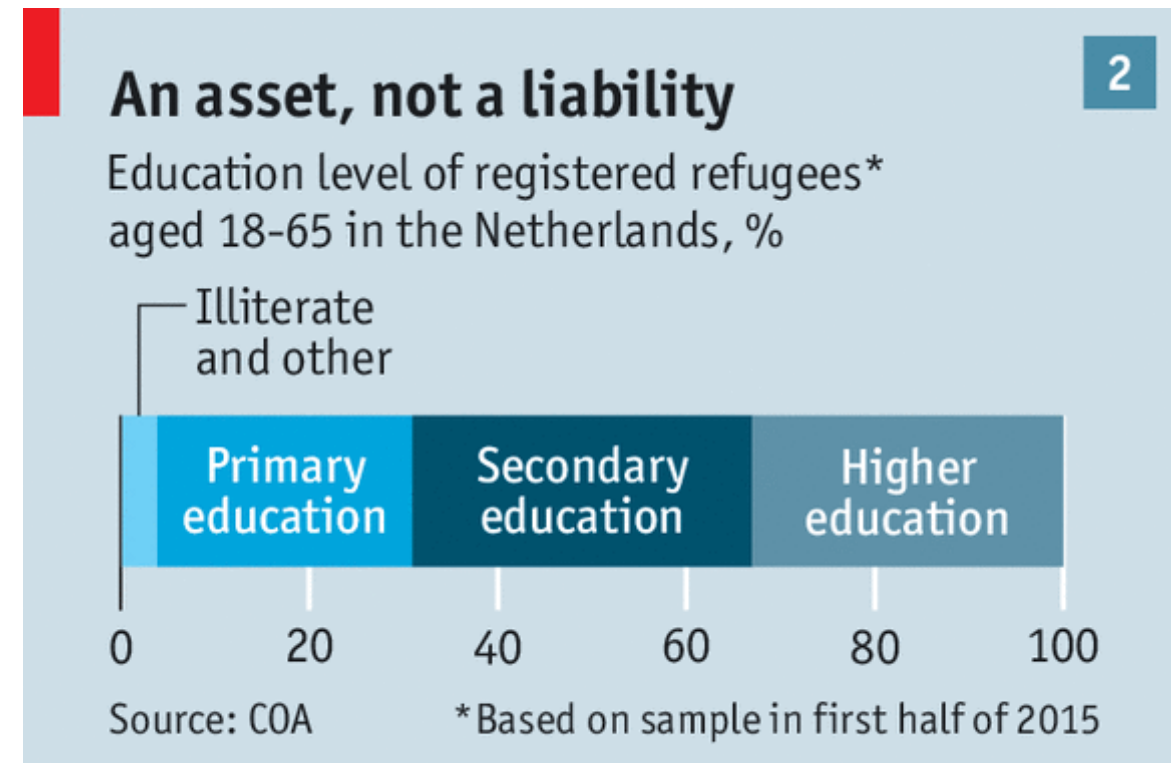 2
An asset, not a liability
Education level of registered refugees*
aged 18-65 in the Netherlands, %
Illiterate
and other
Primary
education
Secondary
education
Higher
education
0 20 40 60 80 100
Source: COA *Based on sample in first half of 2015